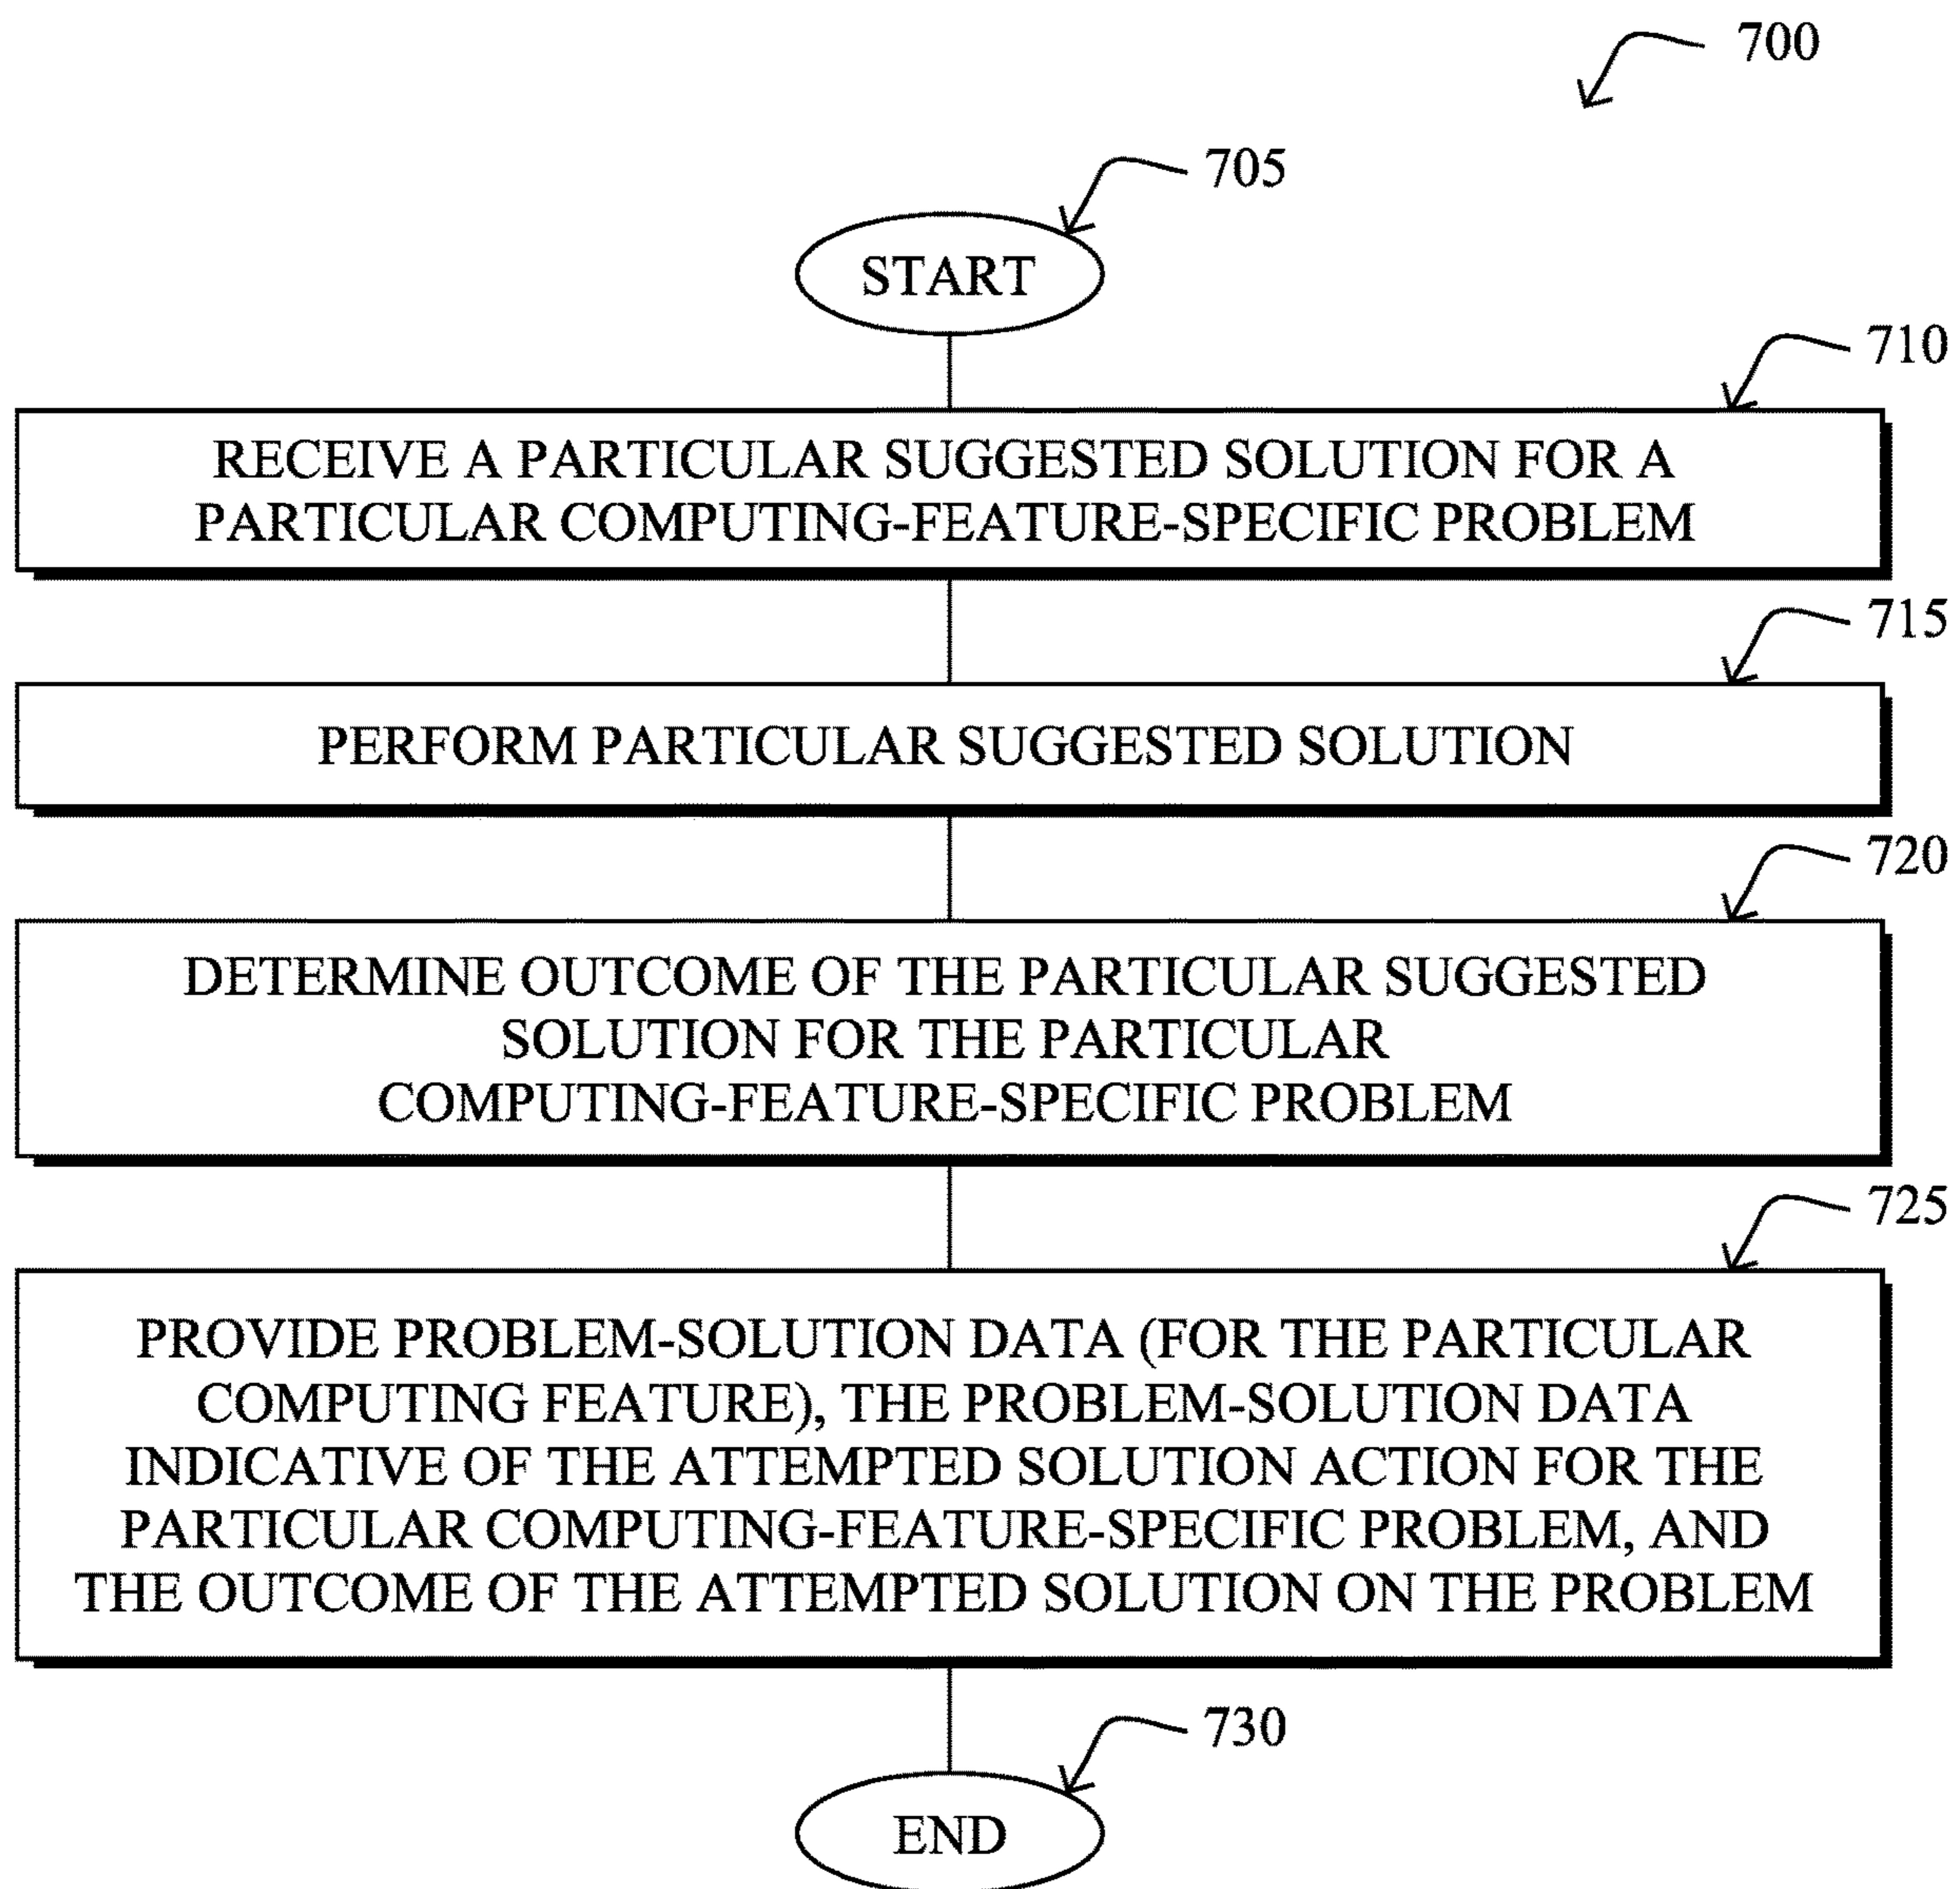 700
705
START
710
RECEIVE A PARTICULAR SUGGESTED SOLUTION FOR A
PARTICULAR COMPUTING-FEATURE-SPECIFIC PROBLEM
715
PERFORM PARTICULAR SUGGESTED SOLUTION
720
DETERMINE OUTCOME OF THE PARTICULAR SUGGESTED
SOLUTION FOR THE PARTICULAR
COMPUTING-FEATURE-SPECIFIC PROBLEM
725
PROVIDE PROBLEM-SOLUTION DATA (FOR THE PARTICULAR
COMPUTING FEATURE), THE PROBLEM-SOLUTION DATA
INDICATIVE OF THE ATTEMPTED SOLUTION ACTION FOR THE
PARTICULAR COMPUTING-FEATURE-SPECIFIC PROBLEM, AND
THE OUTCOME OF THE ATTEMPTED SOLUTION ON THE PROBLEM
730
END